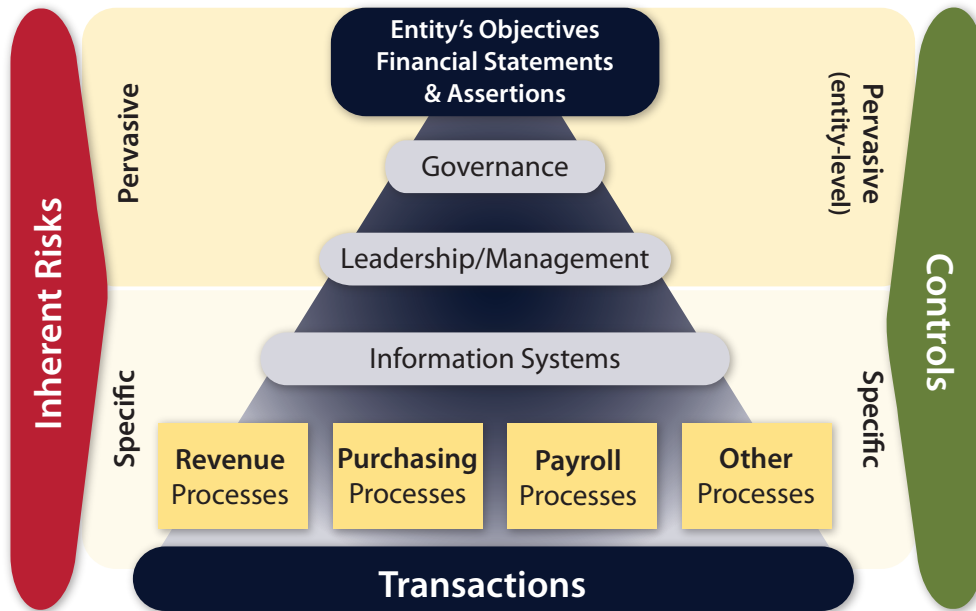 Entity's Objectives
Financial Statements
& Assertions
Inherent Risks
Pervasive
Pervasive
(entity-level)
Governance
Leadership/Management
Controls
Information Systems
Specific
Specific
Revenue
Processes
Purchasing
Processes
Payroll
Processes
Other
Processes
Transactions